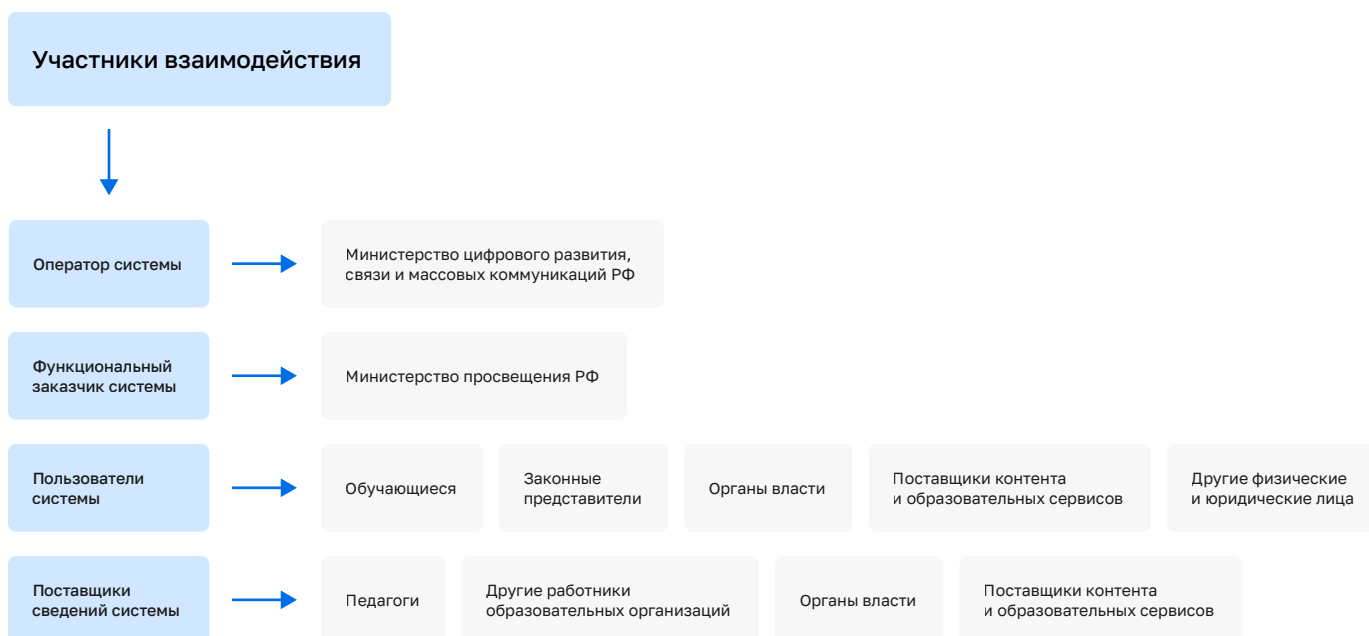 Участники взаимодействия
Оператор системы
Министерство цифрового развития,
связи и массовых коммуникаций РФ
Функциональный
заказчик системы
Министерство просвещения РФ
Пользователи
системы
Обучающиеся
Законные
представители
Органы власти
Поставщики контента
и образовательных сервисов
Другие физические
и юридические лица
Поставщики
сведений системы
Педагоги
Другие работники
образовательных организаций
Органы власти
Поставщики контента
и образовательных сервисов